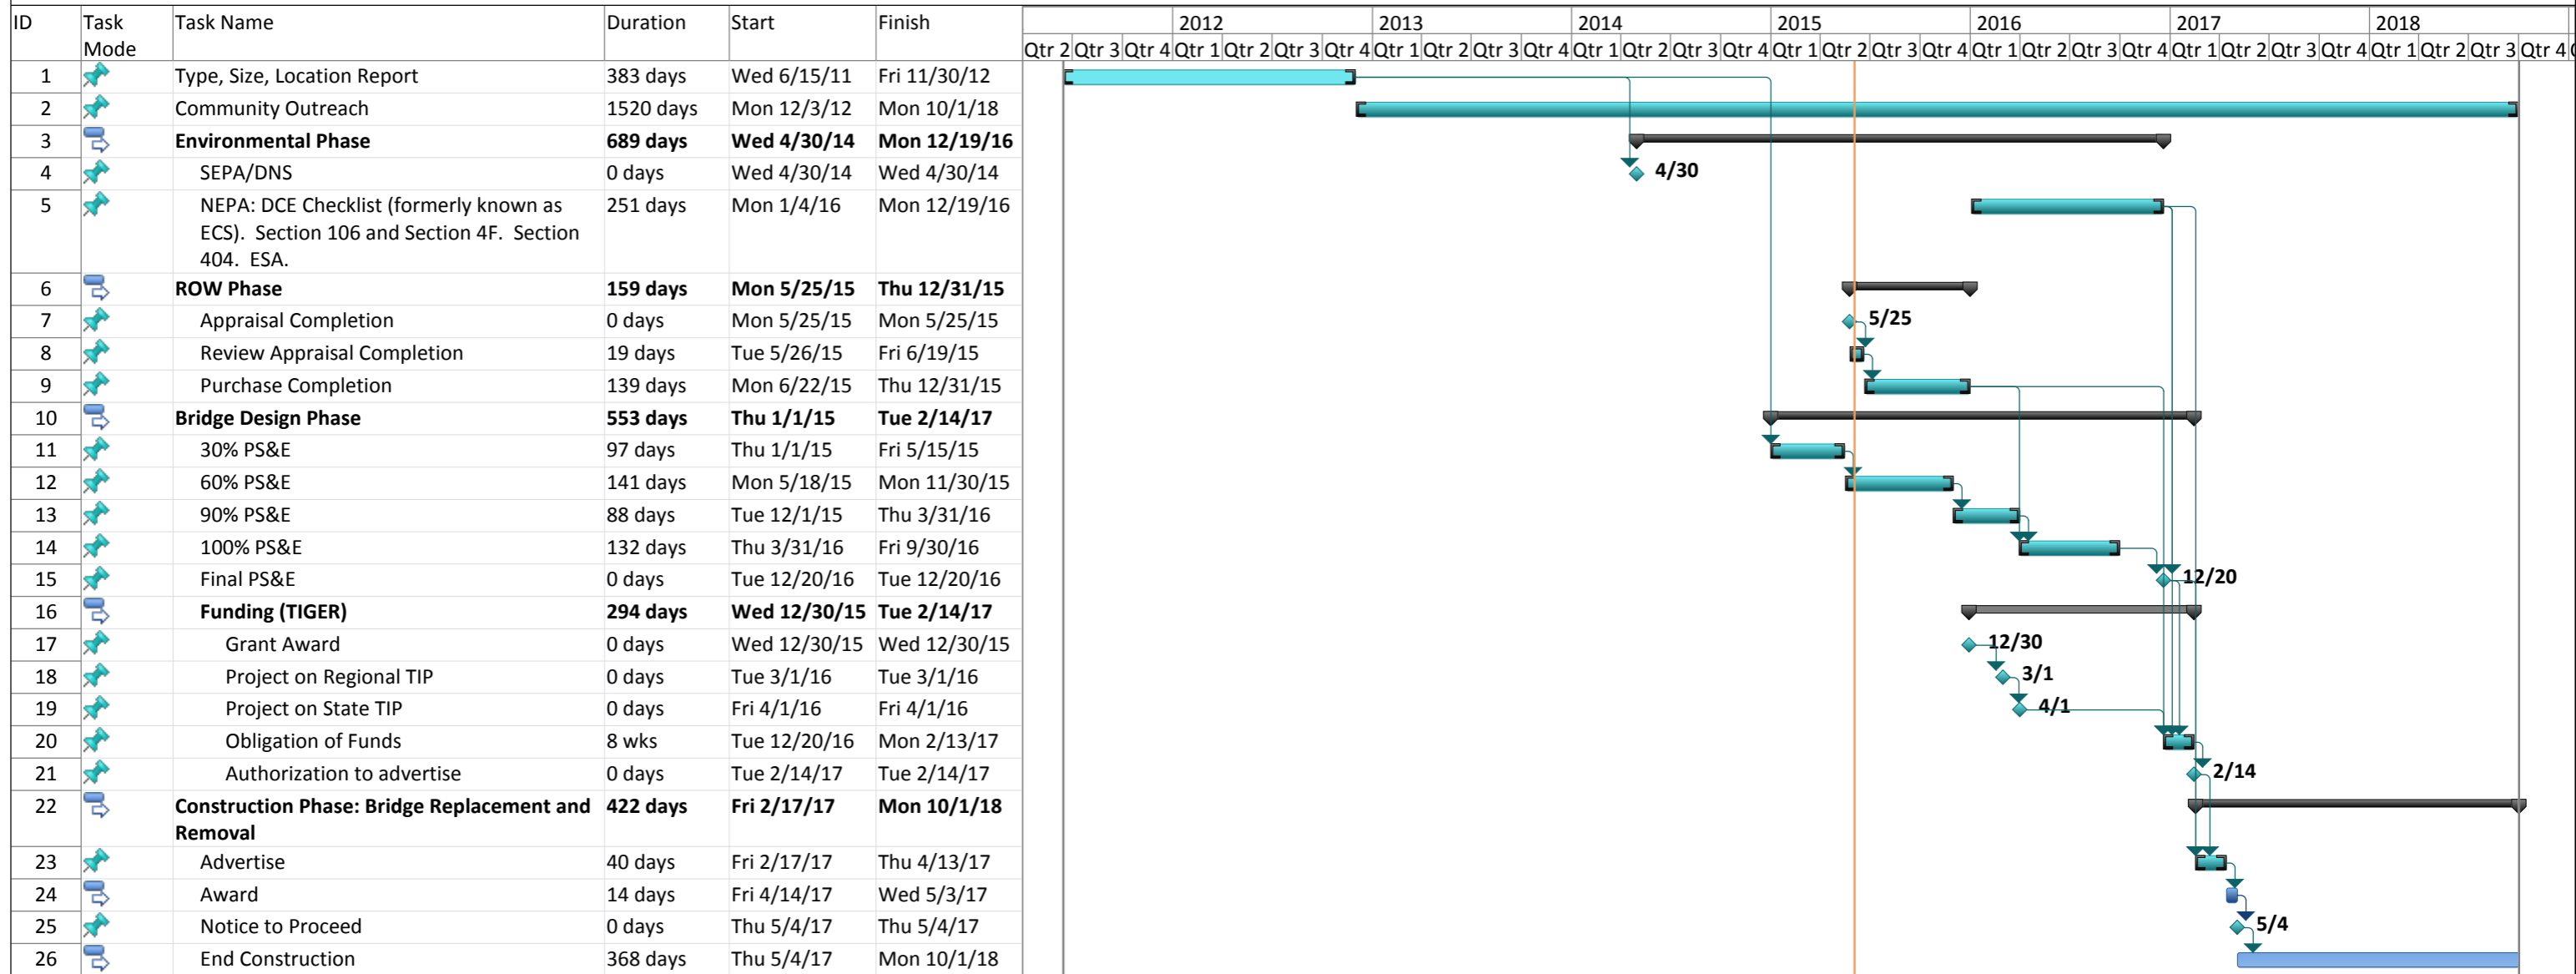 ID Task Mode Task Name Duration Start Finish 2012 2013 2014 2015 2016 2017 2018
Qtr 2 Qtr 3 Qtr 4 Qtr 1 Qtr 2 Qtr 3 Qtr 4 Qtr 1 Qtr 2 Qtr 3 Qtr 4 Qtr 1 Qtr 2 Qtr 3 Qtr 4 Qtr 1 Qtr 2 Qtr 3 Qtr 4 Qtr 1 Qtr 2 Qtr 3 Qtr 4 Qtr 1 Qtr 2 Qtr 3 Qtr 4 Qtr 1 Qtr 2 Qtr 3 Qtr 4
1 Type, Size, Location Report 383 days Wed 6/15/11 Fri 11/30/12
2 Community Outreach 1520 days Mon 12/3/12 Mon 10/1/18
3 Environmental Phase 689 days Wed 4/30/14 Mon 12/19/16
4 SEPA/DNS 0 days Wed 4/30/14 Wed 4/30/14 4/30
5 NEPA: DCE Checklist (formerly known as 251 days Mon 1/4/16 Mon 12/19/16
ECS). Section 106 and Section 4F. Section
404. ESA.
6 ROW Phase 159 days Mon 5/25/15 Thu 12/31/15
7 Appraisal Completion 0 days Mon 5/25/15 Mon 5/25/15 5/25
8 Review Appraisal Completion 19 days Tue 5/26/15 Fri 6/19/15
9 Purchase Completion 139 days Mon 6/22/15 Thu 12/31/15
10 Bridge Design Phase 553 days Thu 1/1/15 Tue 2/14/17
11 30% PS&E 97 days Thu 1/1/15 Fri 5/15/15
12 60% PS&E 141 days Mon 5/18/15 Mon 11/30/15
13 90% PS&E 88 days Tue 12/1/15 Thu 3/31/16
14 100% PS&E 132 days Thu 3/31/16 Fri 9/30/16
15 Final PS&E 0 days Tue 12/20/16 Tue 12/20/16 12/20
16 Funding (TIGER) 294 days Wed 12/30/15 Tue 2/14/17
17 Grant Award 0 days Wed 12/30/15 Wed 12/30/15 12/30
18 Project on Regional TIP 0 days Tue 3/1/16 Tue 3/1/16 3/1
19 Project on State TIP 0 days Fri 4/1/16 Fri 4/1/16 4/1
20 Obligation of Funds 8 wks Tue 12/20/16 Mon 2/13/17
21 Authorization to advertise 0 days Tue 2/14/17 Tue 2/14/17 2/14
22 Construction Phase: Bridge Replacement and 422 days Fri 2/17/17 Mon 10/1/18
Removal
23 Advertise 40 days Fri 2/17/17 Thu 4/13/17
24 Award 14 days Fri 4/14/17 Wed 5/3/17
25 Notice to Proceed 0 days Thu 5/4/17 Thu 5/4/17 5/4
26 End Construction 368 days Thu 5/4/17 Mon 10/1/18